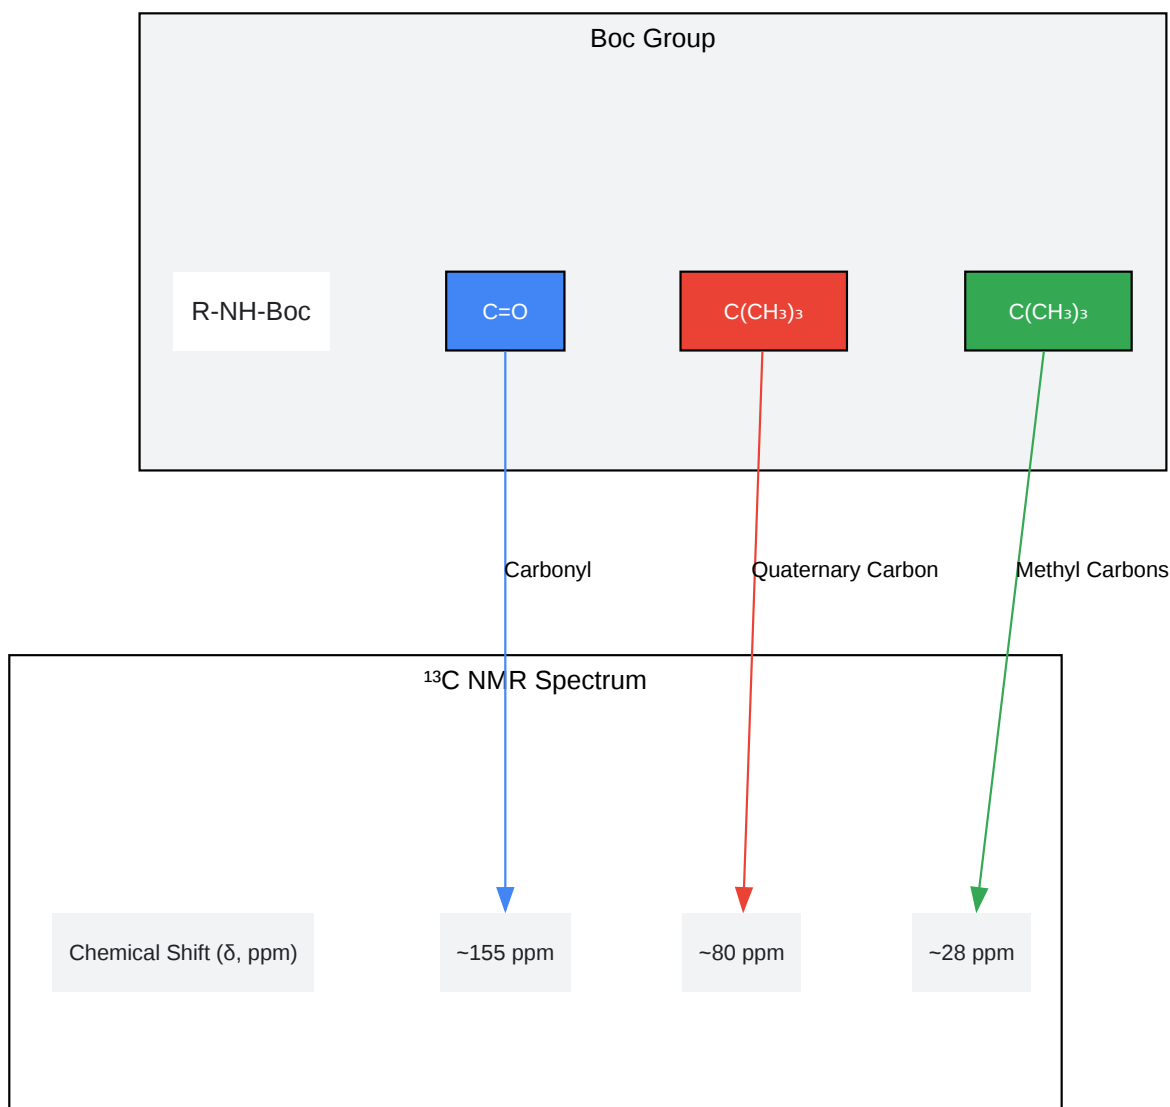 Boc Group
R-NH-Boc
C=O
C(CH₃)₃
C(CH₃)₃
Carbonyl
Quaternary Carbon
Methyl Carbons
¹³C NMR Spectrum
Chemical Shift (δ, ppm)
~155 ppm
~80 ppm
~28 ppm